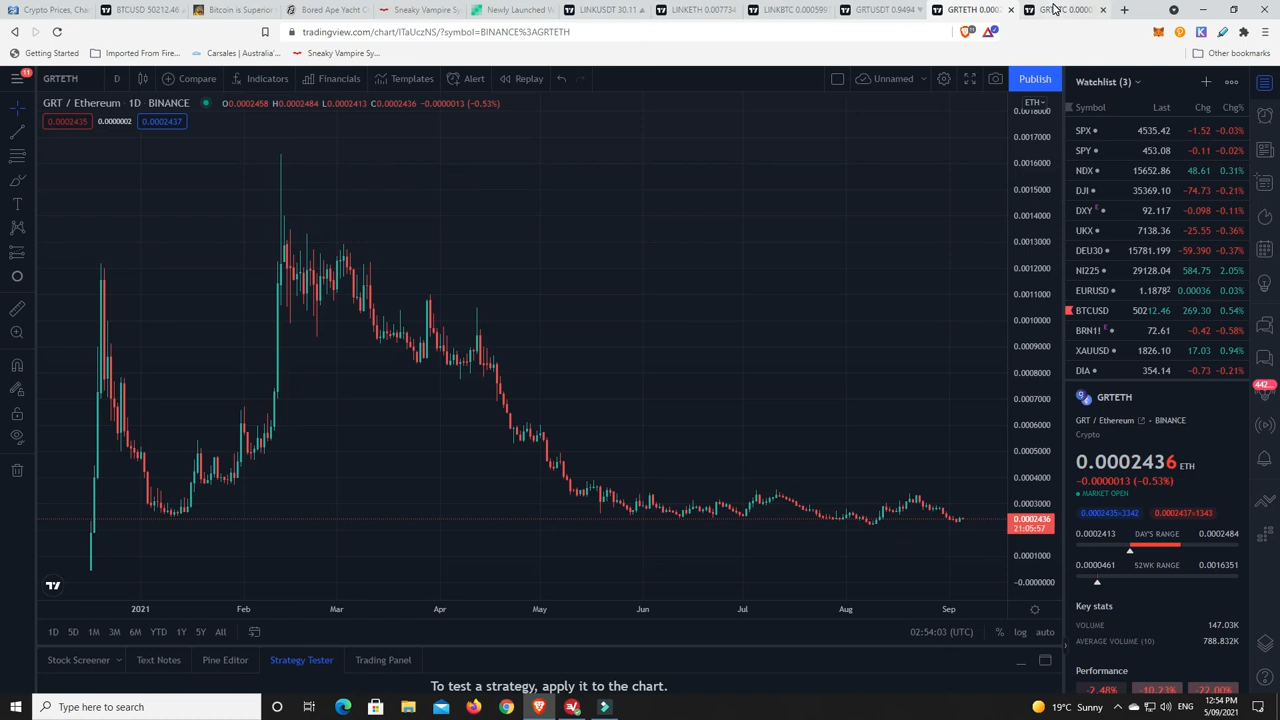 Crypto Prices, Char
BTCUSD 50212.46
Bitcoin is Superior
Bored Ape Yacht C
Sneaky Vampire Sy
Newly Launched V
LINKUSDT 30.11
LINKETH 0.007734
LINKBTC 0.000599
GRTUSDT 0.9494
GRTETH 0.0002
tradingview.com/chart/ITaUczNS/?symbol=BINANCE%3AGRTETH
Getting Started
Imported From Fire...
Carsales | Australia'...
Sneaky Vampire Sy...
Other bookmarks
11
GRTETH
D
Compare
Indicators
Financials
Templates
Alert
Replay
Unnamed
Publish
Watchlist (3)
GRT / Ethereum · 1D · BINANCE
O0.0002458 H0.0002484 L0.0002413 C0.0002436 −0.0000013 (−0.53%)
0.0002435
0.0000002
0.0002437
ETH
Symbol Last Chg Chg%
SPX 4535.42 −1.52 −0.03%
SPY 453.08 −0.11 −0.02%
NDX 15652.86 48.61 0.31%
DJI 35369.10 −74.73 −0.21%
DXY E 92.117 −0.098 −0.11%
UKX 7138.36 −25.55 −0.36%
DEU30 15781.199 −59.390 −0.37%
NI225 29128.04 584.75 2.05%
EURUSD 1.1878² 0.00036 0.03%
BTCUSD 50212.46 269.30 0.54%
BRN1! E 72.61 −0.42 −0.58%
XAUUSD 1826.10 17.03 0.94%
DIA 354.14 −0.73 −0.21%
0.0018000
0.0017000
0.0016000
0.0015000
0.0014000
0.0013000
0.0012000
0.0011000
0.0010000
0.0009000
0.0008000
0.0007000
0.0006000
0.0005000
0.0004000
0.0003000
0.0002436
21:05:57
0.0001000
−0.0000000
442
GRTETH
GRT / Ethereum · BINANCE
Crypto
0.0002436 ETH
−0.0000013 (−0.53%)
MARKET OPEN
0.0002435×3342
0.0002437×1343
0.0002413 DAY'S RANGE 0.0002484
0.0000461 52WK RANGE 0.0016351
Key stats
VOLUME 147.03K
AVERAGE VOLUME (10) 788.832K
Performance
-2.48% -10.23% -22.00%
2021 Feb Mar Apr May Jun Jul Aug Sep
1D 5D 1M 3M 6M YTD 1Y 5Y All
02:54:03 (UTC)
% log auto
Stock Screener
Text Notes
Pine Editor
Strategy Tester
Trading Panel
To test a strategy, apply it to the chart.
Type here to search
19°C Sunny
12:54 PM
5/09/2021